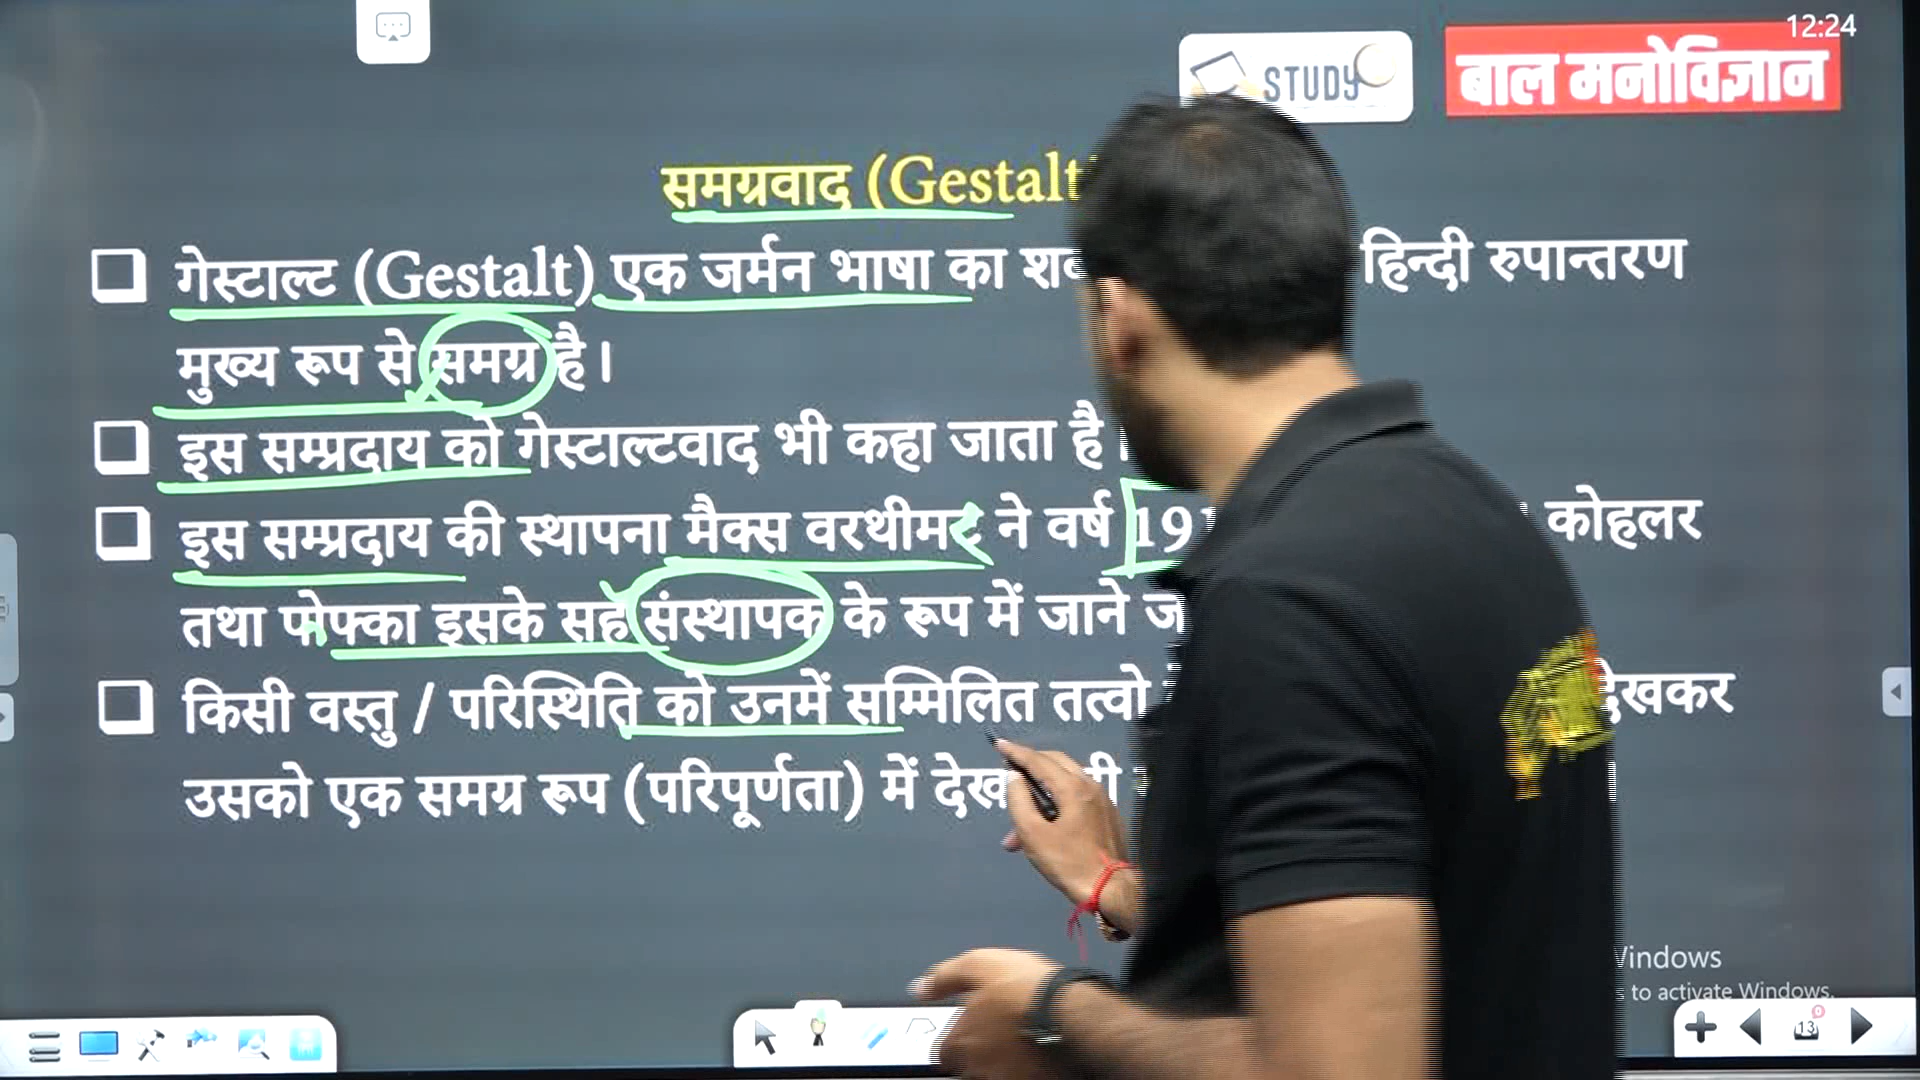 12:24
STUDY
बाल मनोविज्ञान
समग्रवाद (Gestalt
गेस्टाल्ट (Gestalt) एक जर्मन भाषा का हिन्दी रुपान्तरण
मुख्य रूप से समग्र है।
इस सम्प्रदाय को गेस्टाल्टवाद भी कहा जाता है।
इस सम्प्रदाय की स्थापना मैक्स वरथीमर ने वर्ष 19 कोहलर
तथा पोफ्का इसके सह संस्थापक के रूप में जाने
किसी वस्तु / परिस्थिति को उनमें सम्मिलित तत्वो देखकर
उसको एक समग्र रूप (परिपूर्णता) में
Windows
to activate Windows.
13